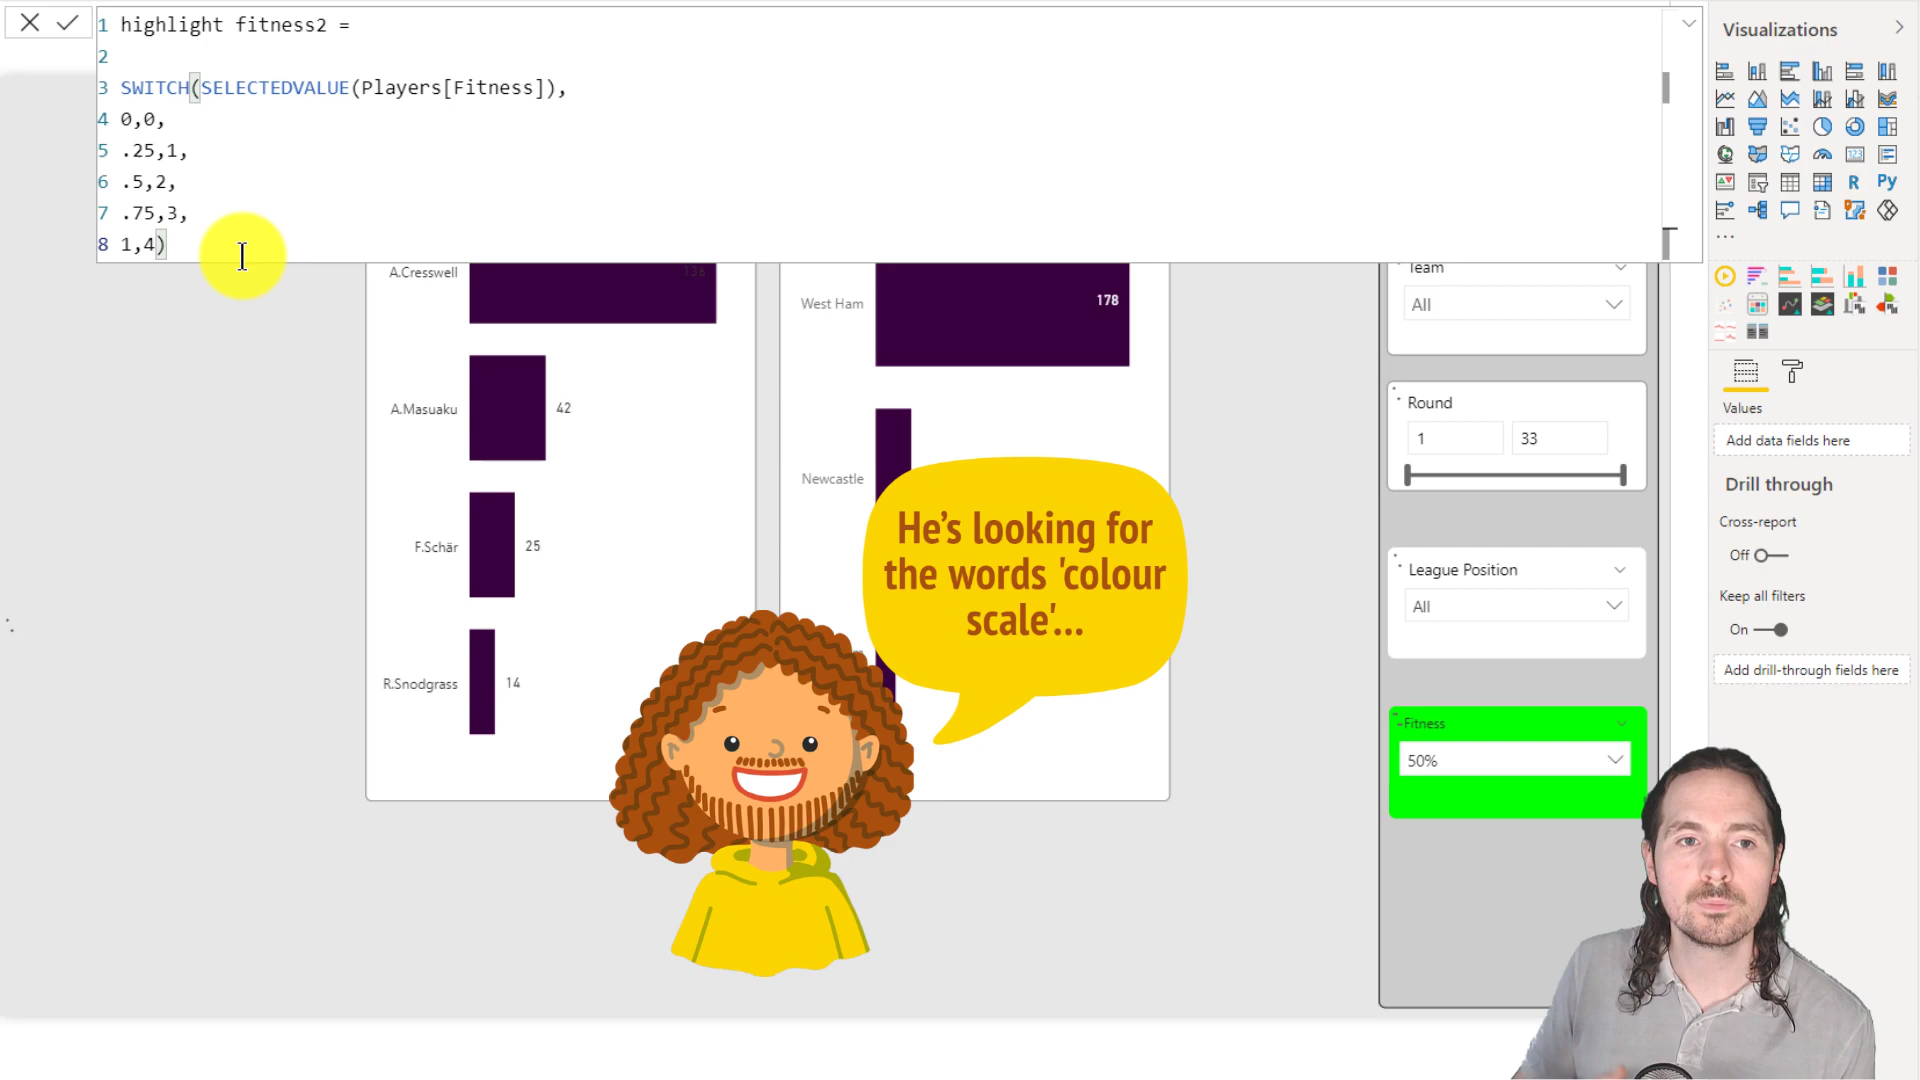 1 highlight fitness2 =
2
3 SWITCH(SELECTEDVALUE(Players[Fitness]),
4 0,0,
5 .25,1,
6 .5,2,
7 .75,3,
8 1,4)
A.Cresswell
136
A.Masuaku
42
F.Schär
25
R.Snodgrass
14
West Ham
178
Newcastle
He's looking for
the words 'colour
scale'...
Team
All
Round
1
33
League Position
All
Fitness
50%
Visualizations
123
R
Py
Values
Add data fields here
Drill through
Cross-report
Off
Keep all filters
On
Add drill-through fields here